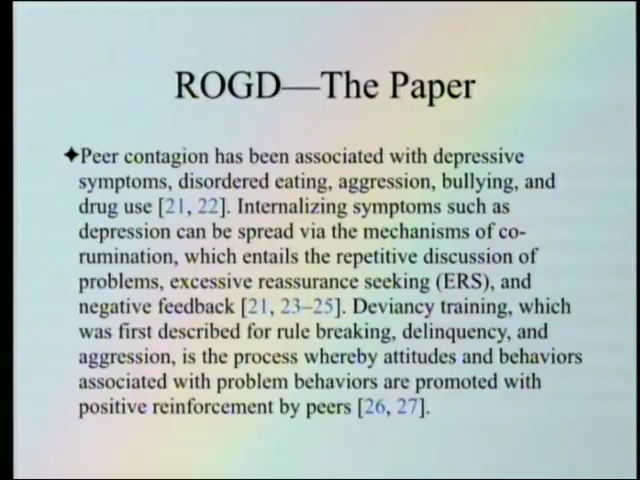 ROGD—The Paper
✦Peer contagion has been associated with depressive
symptoms, disordered eating, aggression, bullying, and
drug use [21, 22]. Internalizing symptoms such as
depression can be spread via the mechanisms of co-
rumination, which entails the repetitive discussion of
problems, excessive reassurance seeking (ERS), and
negative feedback [21, 23–25]. Deviancy training, which
was first described for rule breaking, delinquency, and
aggression, is the process whereby attitudes and behaviors
associated with problem behaviors are promoted with
positive reinforcement by peers [26, 27].